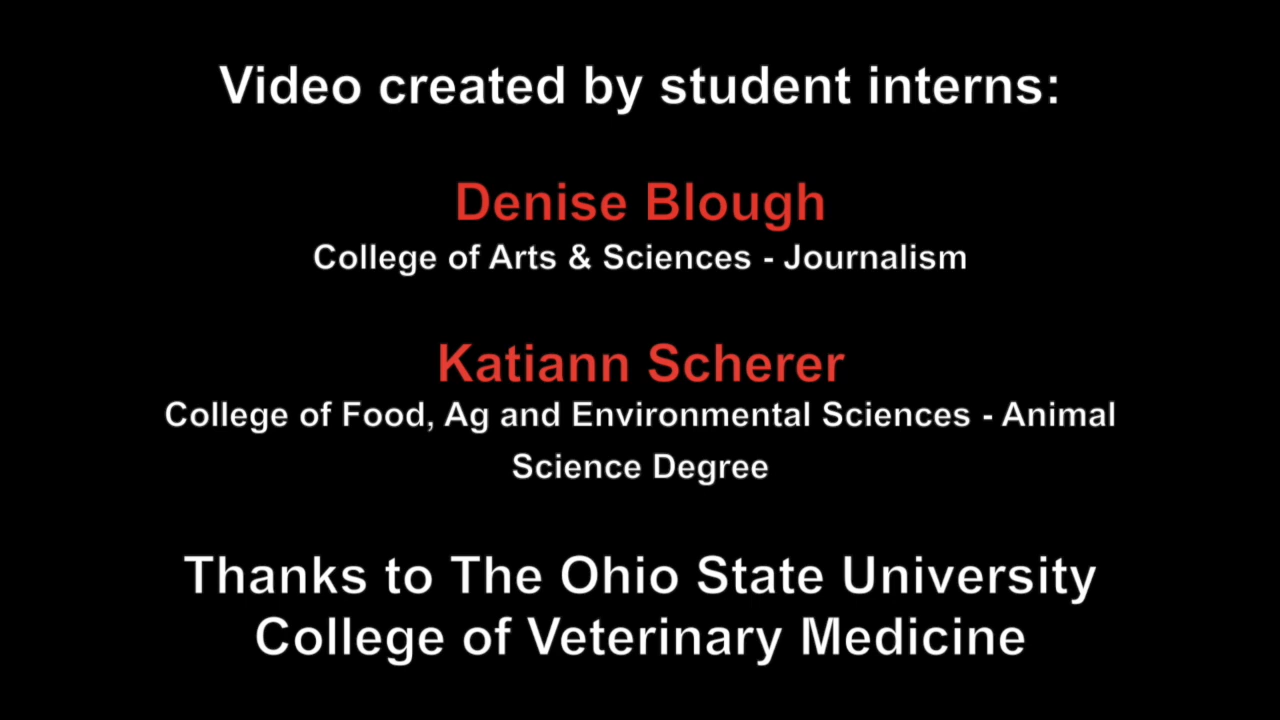 Video created by student interns:
Denise Blough
College of Arts & Sciences - Journalism
Katiann Scherer
College of Food, Ag and Environmental Sciences - Animal
Science Degree
Thanks to The Ohio State University
College of Veterinary Medicine